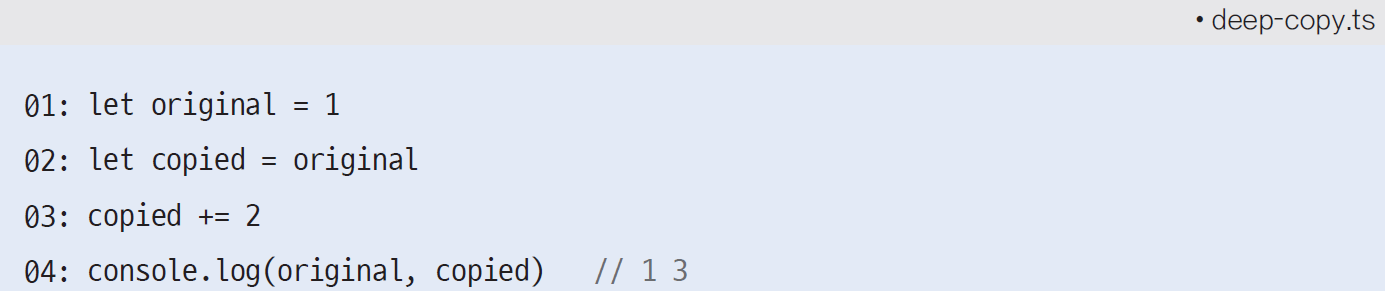 • deep-copy.ts
01: let original = 1
02: let copied = original
03: copied += 2
04: console.log(original, copied)   // 1 3